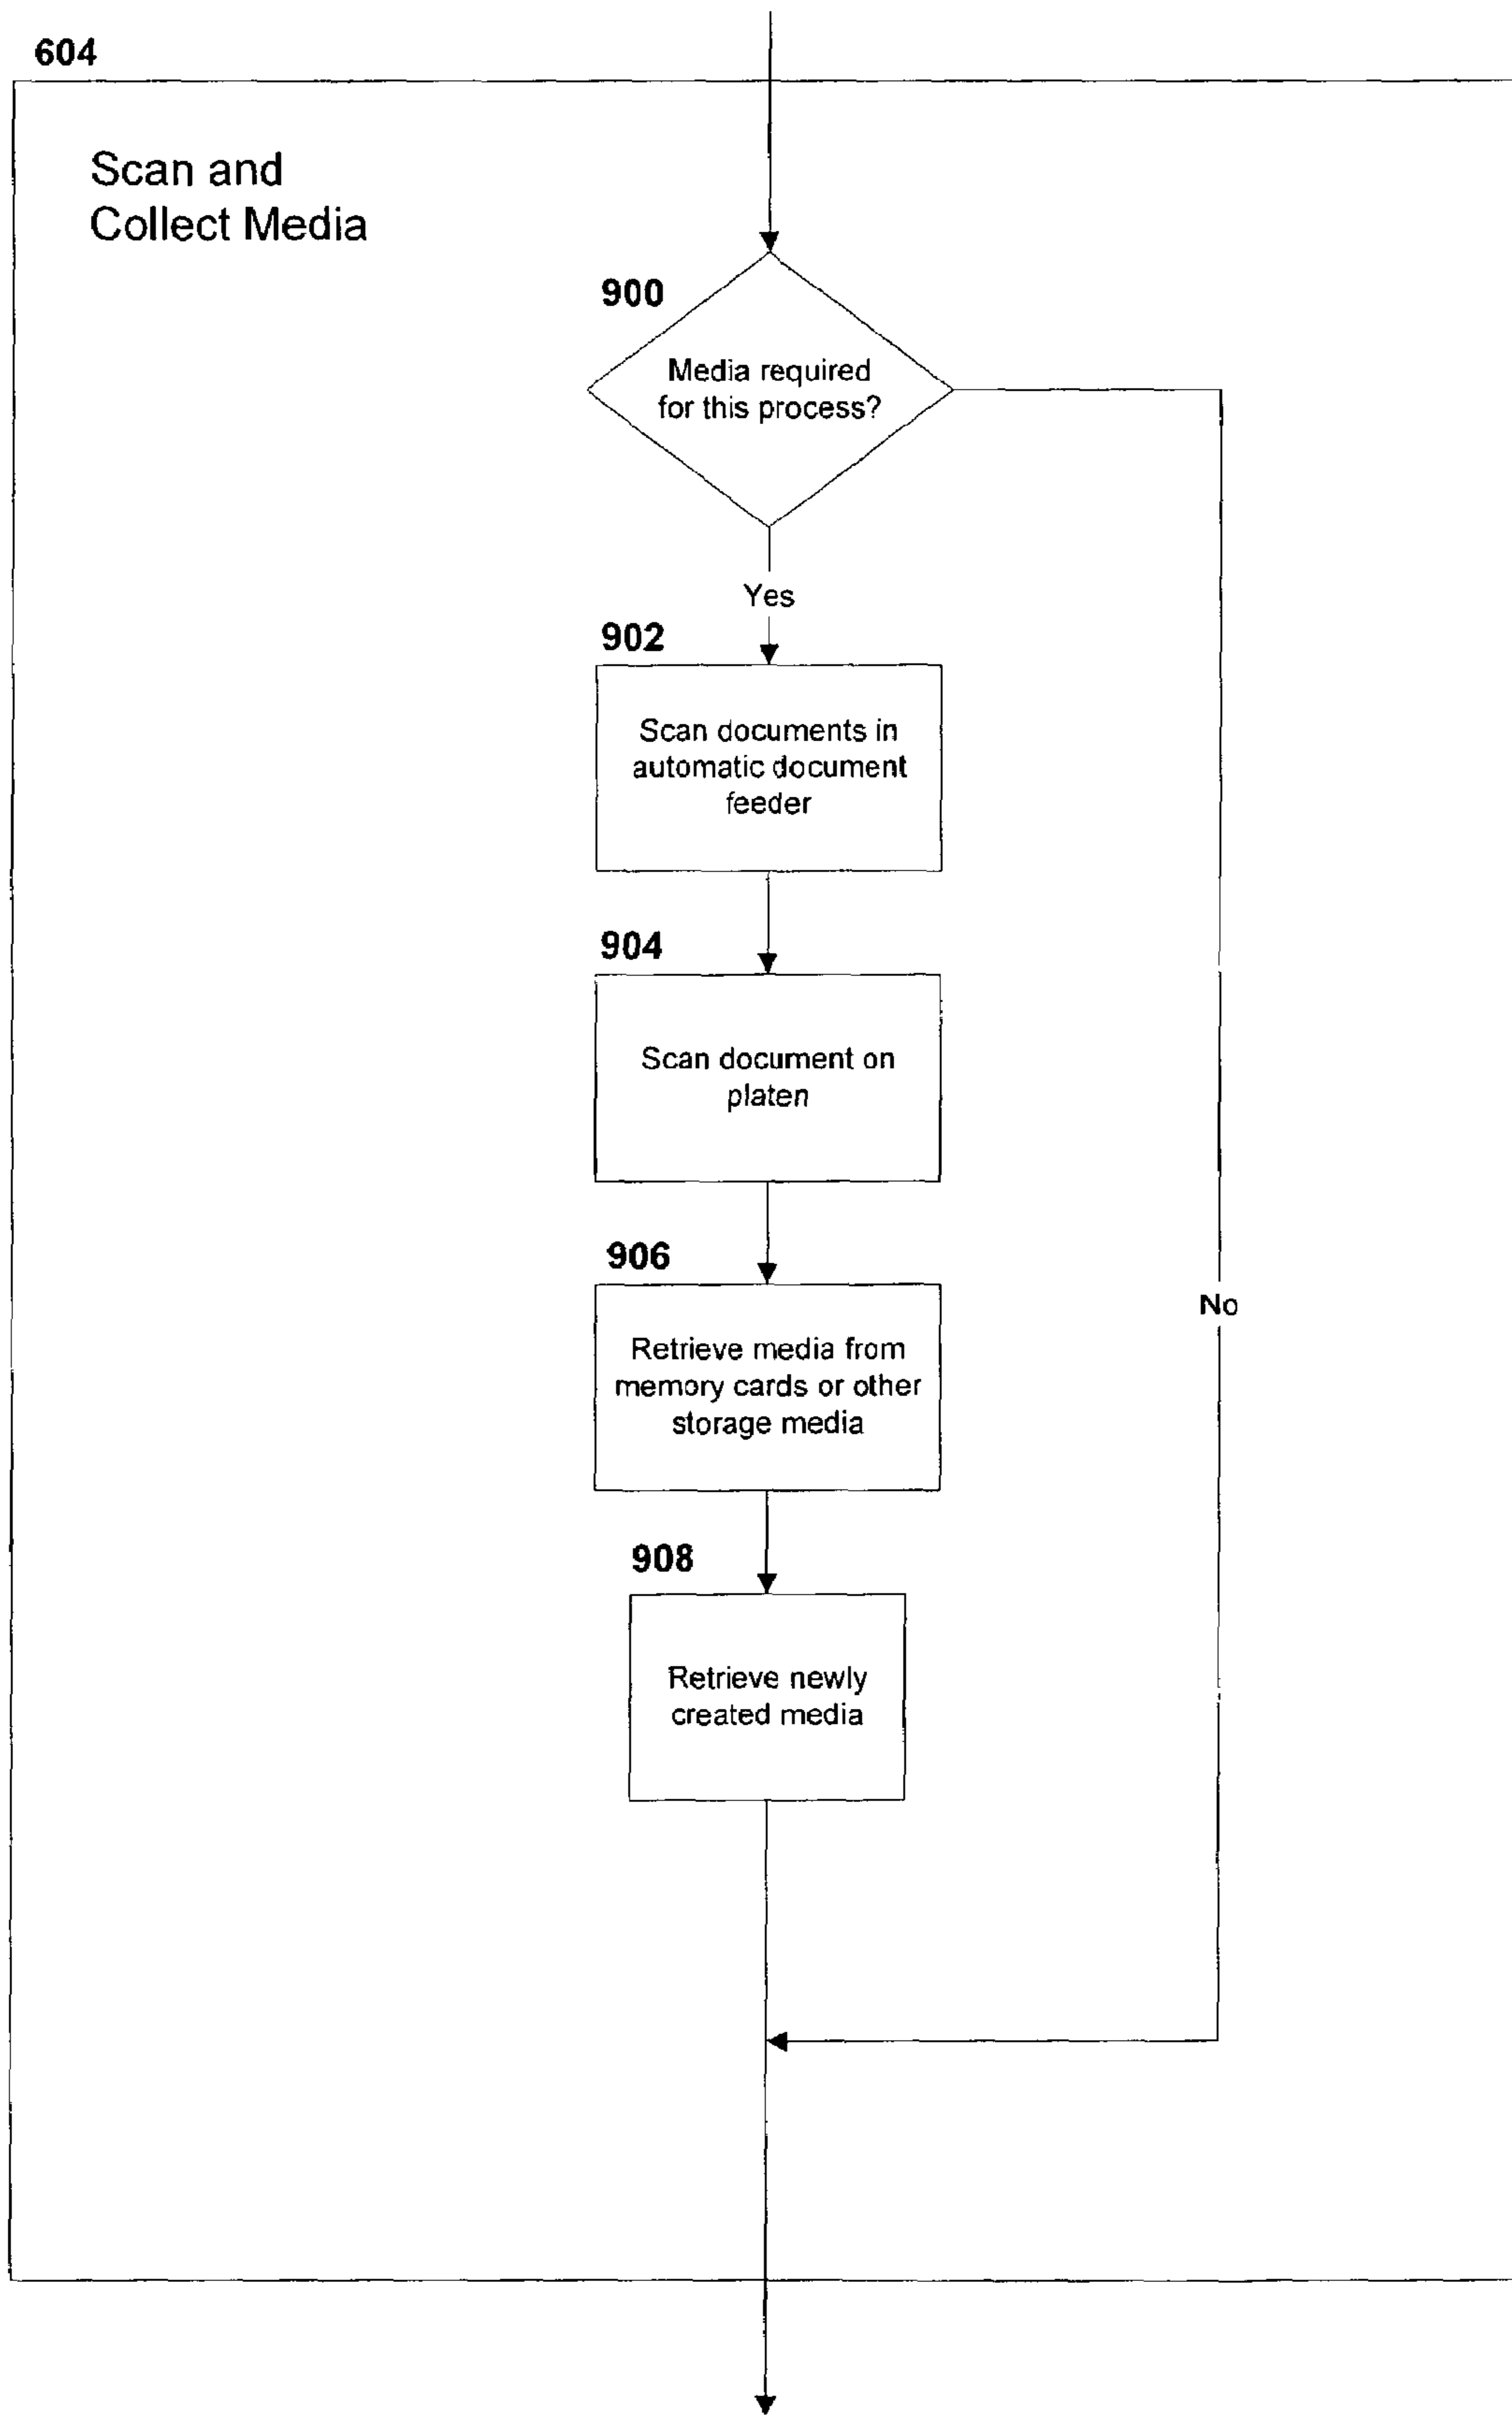 604
Scan and
Collect Media
900
Media required
for this process?
Yes
902
Scan documents in
automatic document
feeder
904
Scan document on
platen
906
Retrieve media from
memory cards or other
storage media
No
908
Retrieve newly
created media